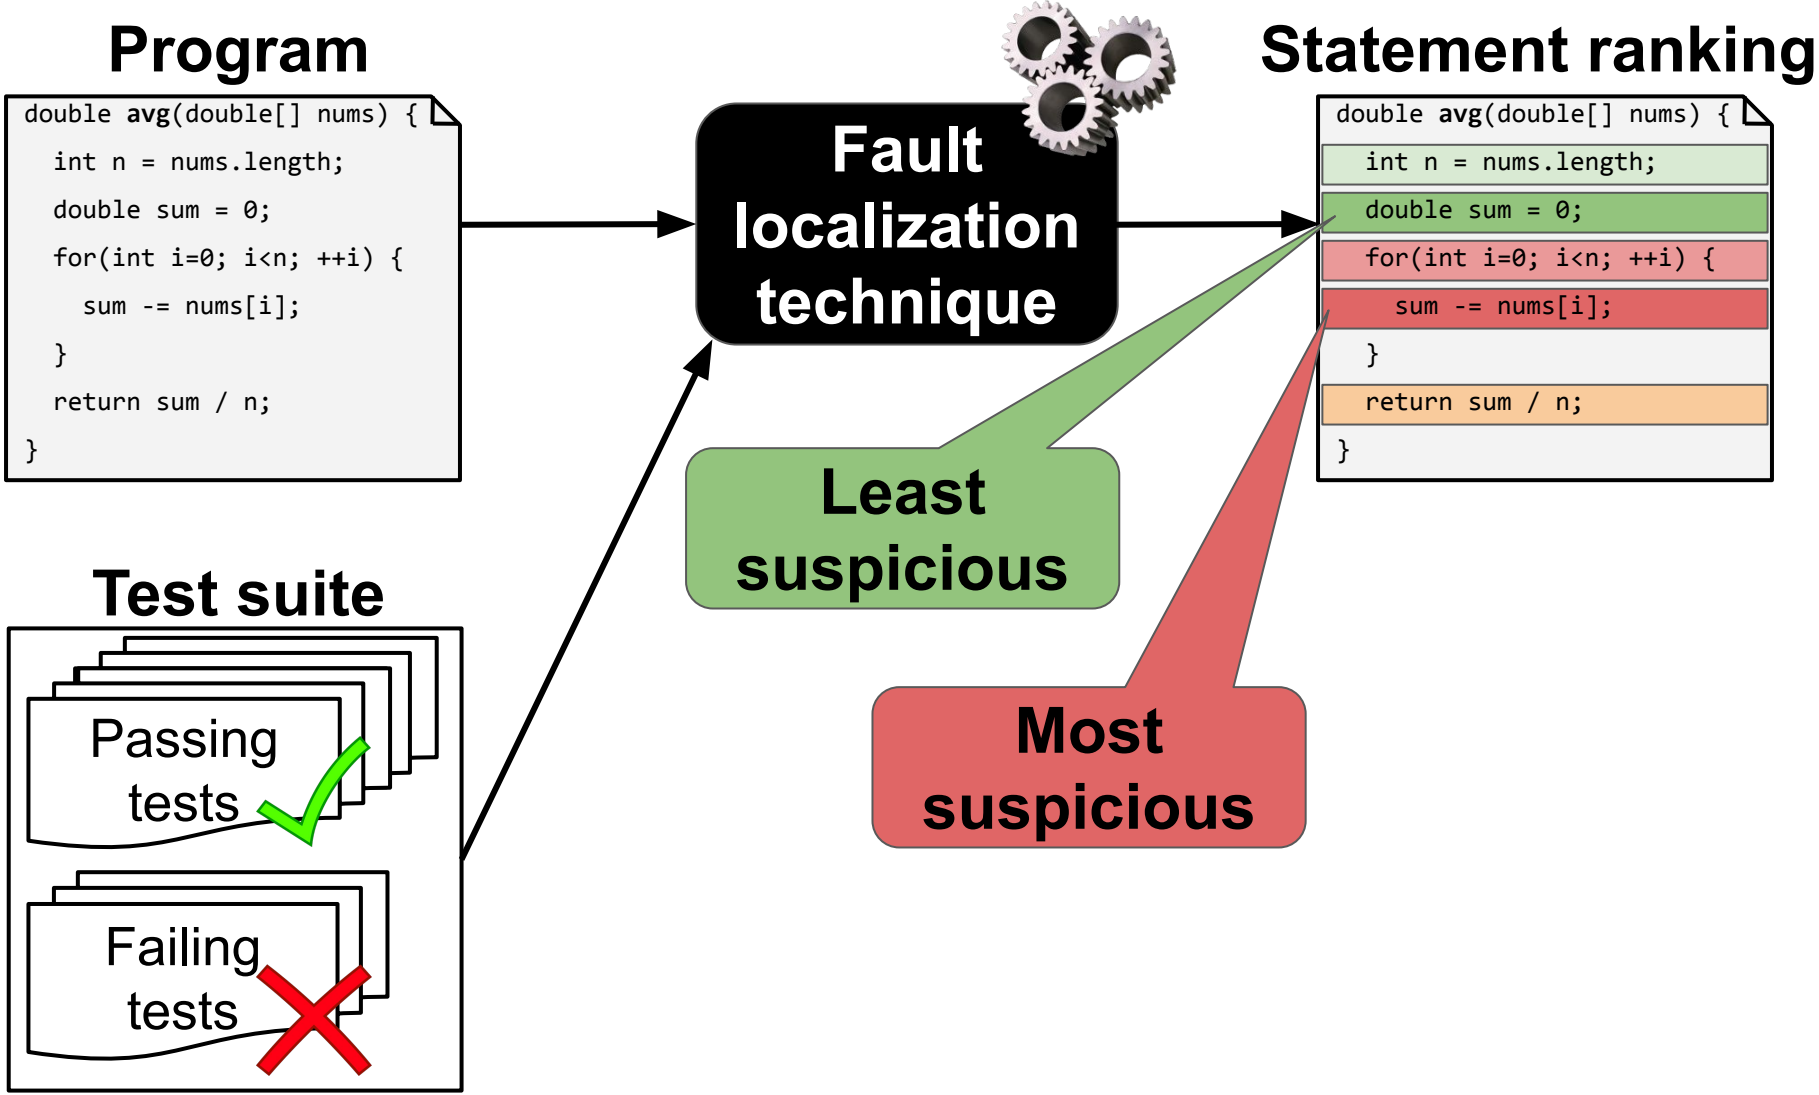 Program
double avg(double[] nums) {
int n = nums.length;
double sum = 0;
for(int i=0; i<n; ++i) {
sum -= nums[i];
}
return sum / n;
}
Test suite
Passing
tests
Failing
tests
Fault
localization
technique
Least
suspicious
Most
suspicious
Statement ranking
double avg(double[] nums) {
int n = nums.length;
double sum = 0;
for(int i=0; i<n; ++i) {
sum -= nums[i];
}
return sum / n;
}